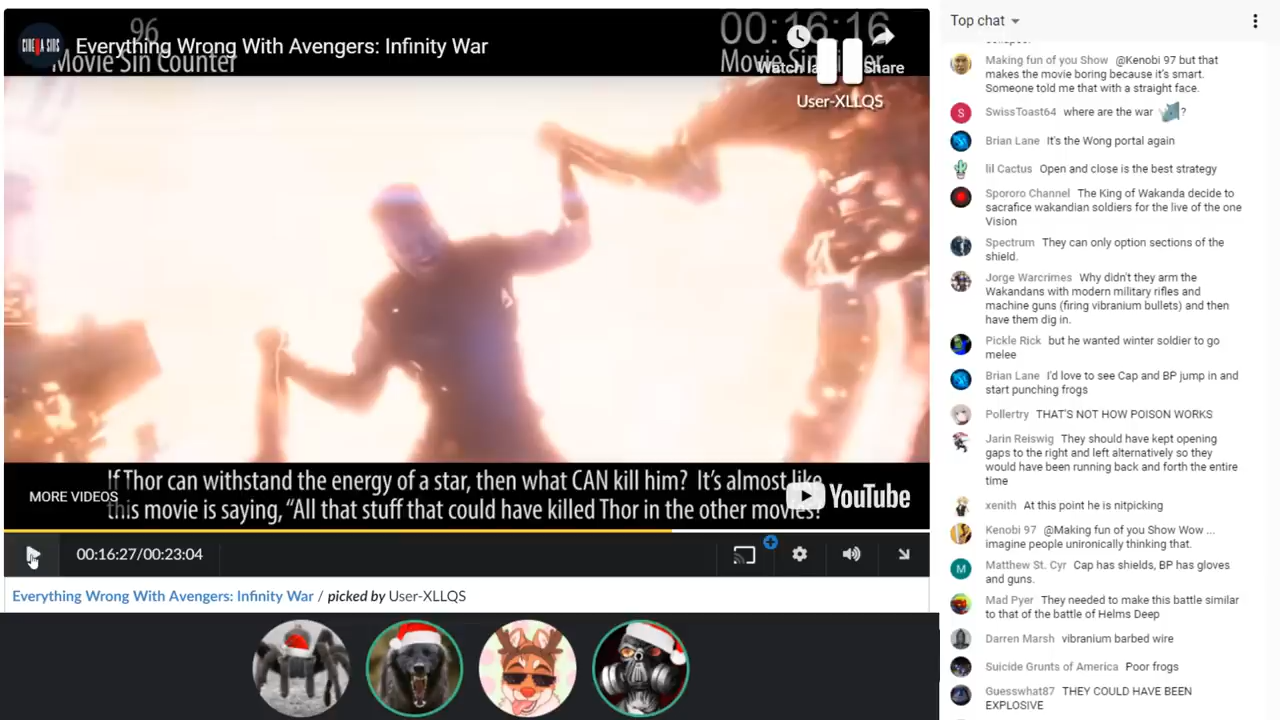 96
00:16:16
CINEMA SINS
Everything Wrong With Avengers: Infinity War
Movie Sin Counter
Movie Sin Timer
Watch la
Share
User-XLLQS
If Thor can withstand the energy of a star, then what CAN kill him? It's almost like
this movie is saying, “All that stuff that could have killed Thor in the other movies?
MORE VIDEOS
YouTube
00:16:27/00:23:04
Everything Wrong With Avengers: Infinity War / picked by User-XLLQS
Top chat
collapse.
Making fun of you Show @Kenobi 97 but that
makes the movie boring because it's smart.
Someone told me that with a straight face.
S
SwissToast64 where are the war ?
Brian Lane It's the Wong portal again
lil Cactus Open and close is the best strategy
Spororo Channel The King of Wakanda decide to
sacrafice wakandian soldiers for the live of the one
Vision
Spectrum They can only option sections of the
shield.
Jorge Warcrimes Why didn't they arm the
Wakandans with modern military rifles and
machine guns (firing vibranium bullets) and then
have them dig in.
Pickle Rick but he wanted winter soldier to go
melee
Brian Lane I'd love to see Cap and BP jump in and
start punching frogs
Pollertry THAT'S NOT HOW POISON WORKS
Jarin Reiswig They should have kept opening
gaps to the right and left alternatively so they
would have been running back and forth the entire
time
xenith At this point he is nitpicking
Kenobi 97 @Making fun of you Show Wow ...
imagine people unironically thinking that.
M
Matthew St. Cyr Cap has shields, BP has gloves
and guns.
Mad Pyer They needed to make this battle similar
to that of the battle of Helms Deep
Darren Marsh vibranium barbed wire
Suicide Grunts of America Poor frogs
Guesswhat87 THEY COULD HAVE BEEN
EXPLOSIVE